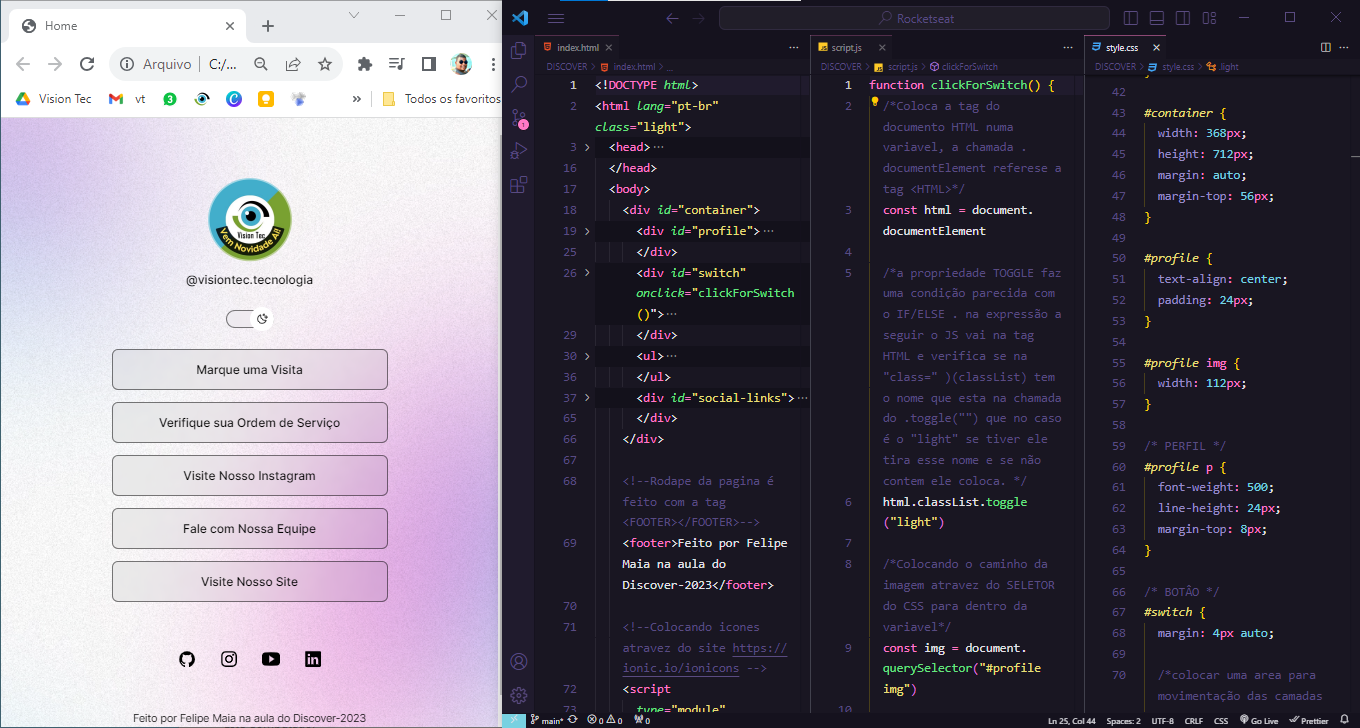 Home
Arquivo
C:/...
Vision Tec
vt
Todos os favoritos
Vision Tec
Vem Novidade Aí!
@visiontec.tecnologia
Marque uma Visita
Verifique sua Ordem de Serviço
Visite Nosso Instagram
Fale com Nossa Equipe
Visite Nosso Site
Feito por Felipe Maia na aula do Discover-2023
Rocketseat
index.html
DISCOVER > index.html > ...
1 <!DOCTYPE html>
2 <html lang="pt-br"
class="light">
3 <head>···
16 </head>
17 <body>
18 <div id="container">
19 <div id="profile">···
25 </div>
26 <div id="switch"
onclick="clickForSwitch
()">···
29 </div>
30 <ul>···
36 </ul>
37 <div id="social-links">···
65 </div>
66 </div>
67
68 <!--Rodape da pagina é
feito com a tag
<FOOTER></FOOTER>-->
69 <footer>Feito por Felipe
Maia na aula do
Discover-2023</footer>
70
71 <!--Colocando icones
atravez do site https://
ionic.io/ionicons -->
72 <script
73 type="module"
script.js
DISCOVER > script.js > clickForSwitch
1 function clickForSwitch() {
2 /*Coloca a tag do
documento HTML numa
variavel, a chamada .
documentElement referese a
tag <HTML>*/
3 const html = document.
documentElement
4
5 /*a propriedade TOGGLE faz
uma condição parecida com
o IF/ELSE . na expressão a
seguir o JS vai na tag
HTML e verifica se na
"class=" )(classList) tem
o nome que esta na chamada
do .toggle("") que no caso
é o "light" se tiver ele
tira esse nome e se não
contem ele coloca. */
6 html.classList.toggle
("light")
7
8 /*Colocando o caminho da
imagem atravez do SELETOR
do CSS para dentro da
variavel*/
9 const img = document.
querySelector("#profile
img")
10
style.css
DISCOVER > style.css > .light
42
43 #container {
44 width: 368px;
45 height: 712px;
46 margin: auto;
47 margin-top: 56px;
48 }
49
50 #profile {
51 text-align: center;
52 padding: 24px;
53 }
54
55 #profile img {
56 width: 112px;
57 }
58
59 /* PERFIL */
60 #profile p {
61 font-weight: 500;
62 line-height: 24px;
63 margin-top: 8px;
64 }
65
66 /* BOTÂO */
67 #switch {
68 margin: 4px auto;
69
70 /*colocar uma area para
movimentação das camadas
main*
0
0
0
Ln 25, Col 44
Spaces: 2
UTF-8
CRLF
CSS
Go Live
Prettier